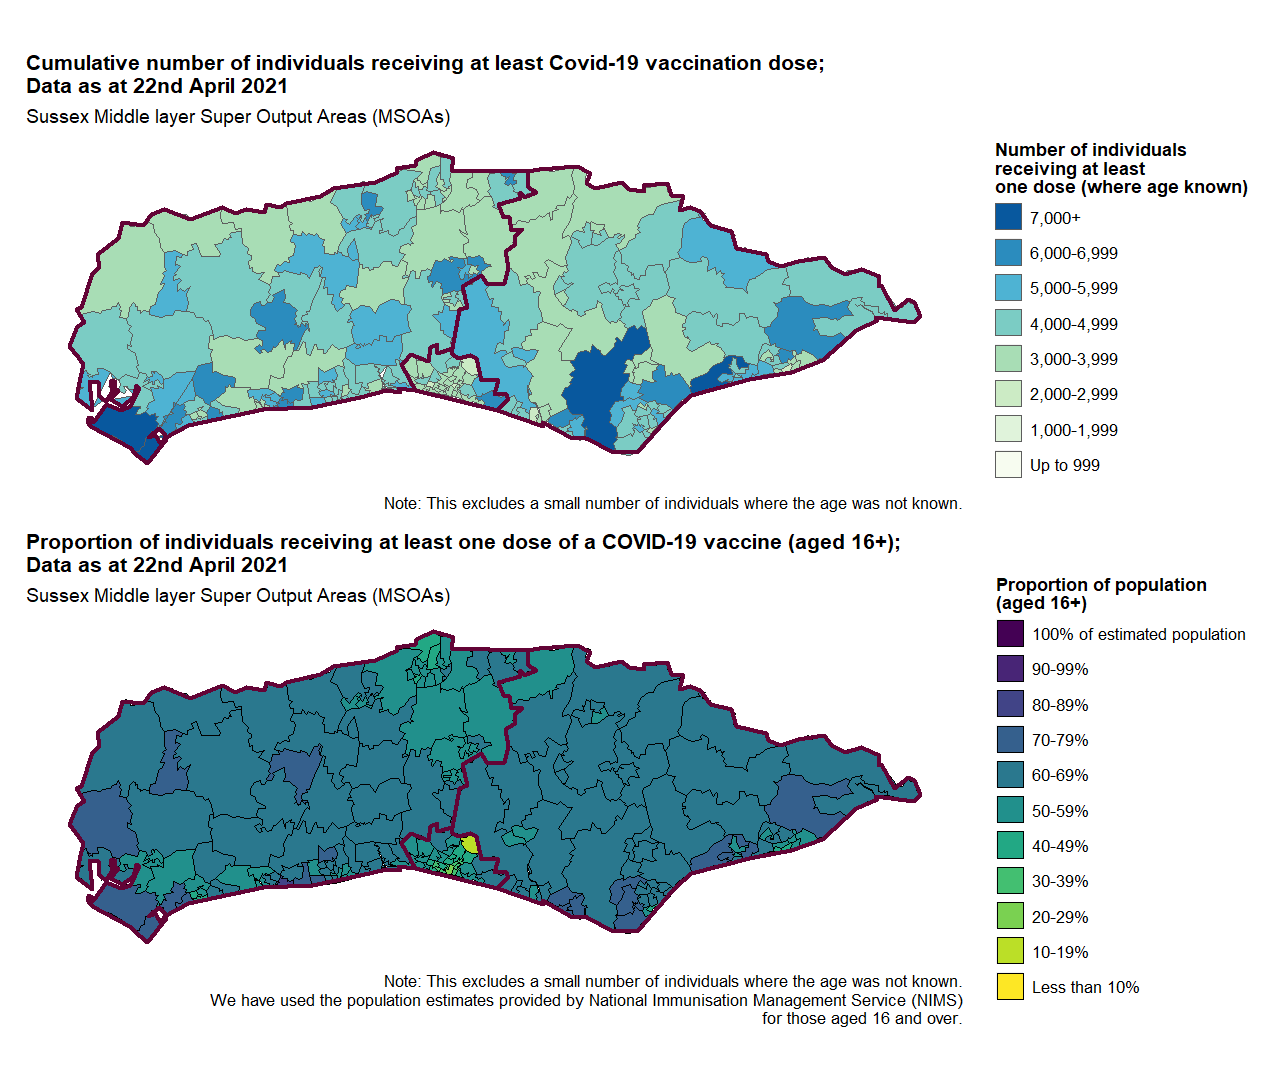 Cumulative number of individuals receiving at least Covid-19 vaccination dose;
Data as at 22nd April 2021
Sussex Middle layer Super Output Areas (MSOAs)
Number of individuals
receiving at least
one dose (where age known)
7,000+
6,000-6,999
5,000-5,999
4,000-4,999
3,000-3,999
2,000-2,999
1,000-1,999
Up to 999
Note: This excludes a small number of individuals where the age was not known.
Proportion of individuals receiving at least one dose of a COVID-19 vaccine (aged 16+);
Data as at 22nd April 2021
Sussex Middle layer Super Output Areas (MSOAs)
Proportion of population
(aged 16+)
100% of estimated population
90-99%
80-89%
70-79%
60-69%
50-59%
40-49%
30-39%
20-29%
10-19%
Less than 10%
Note: This excludes a small number of individuals where the age was not known.
We have used the population estimates provided by National Immunisation Management Service (NIMS)
for those aged 16 and over.